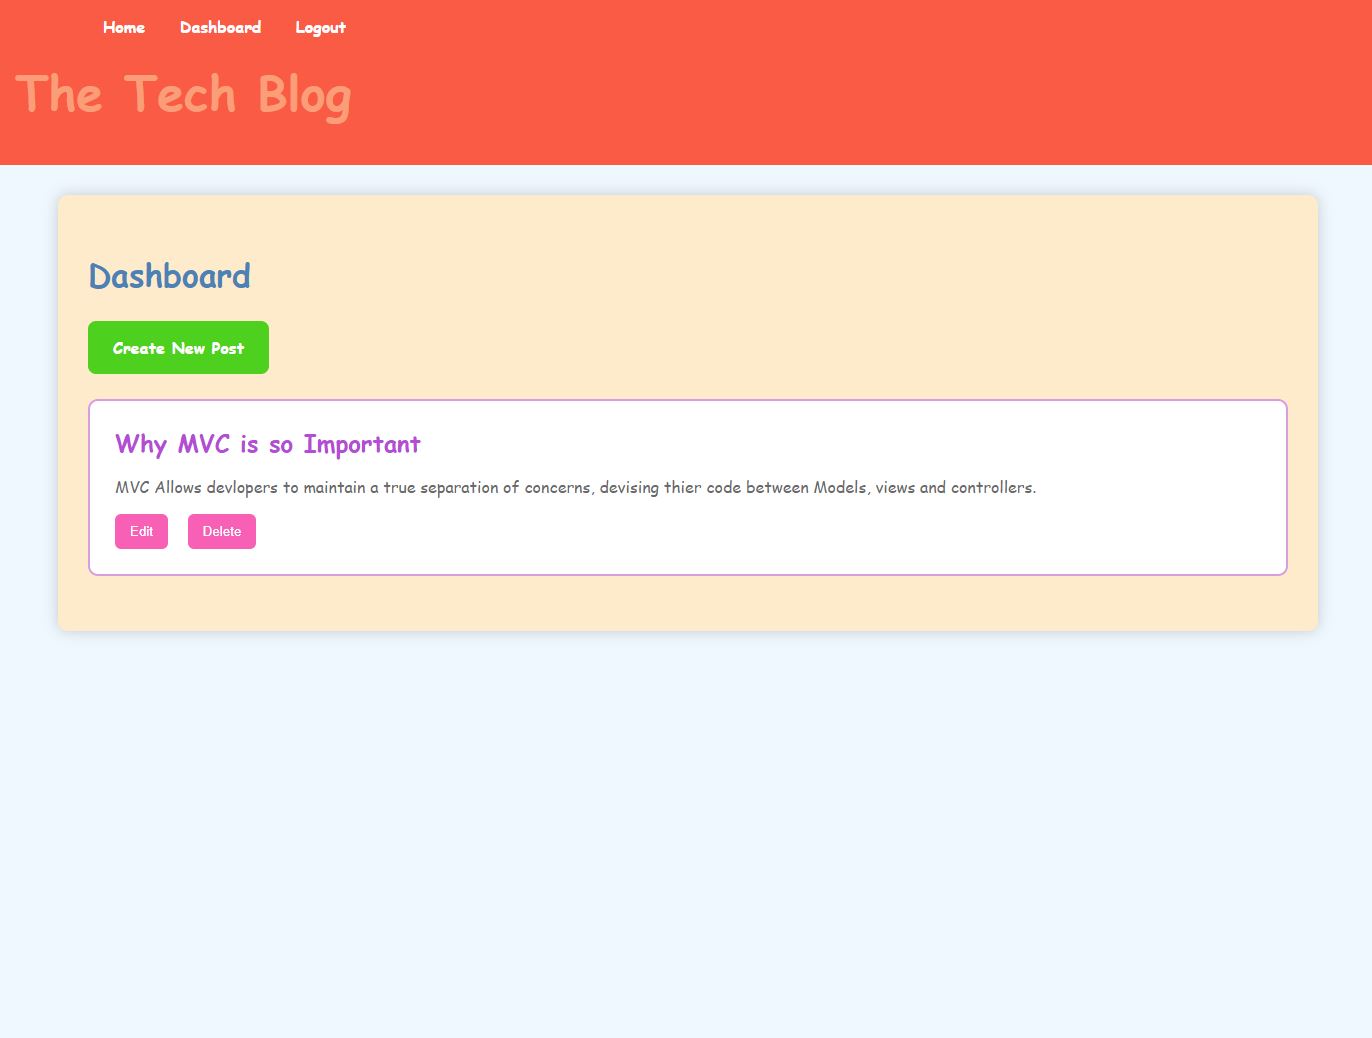 Home Dashboard Logout
The Tech Blog
Dashboard
Create New Post
Why MVC is so Important
MVC Allows devlopers to maintain a true separation of concerns, devising thier code between Models, views and controllers.
Edit Delete